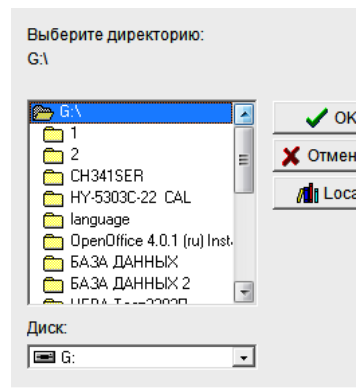 Выберите директорию:
G:\
G:\
1
2
CH341SER
HY-5303C-22 CAL
language
OpenOffice 4.0.1 (ru) Inst
БАЗА ДАННЫХ
БАЗА ДАННЫХ 2
OK
Отмен
Loca
Диск:
G: